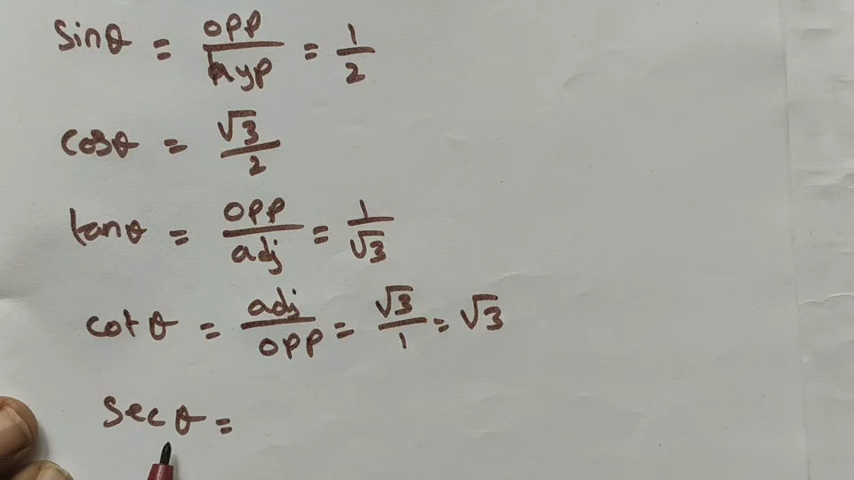 sinθ = opp/hyp = 1/2
cosθ = √3/2
tanθ = opp/adj = 1/√3
cotθ = adj/opp = √3/1 = √3
secθ =